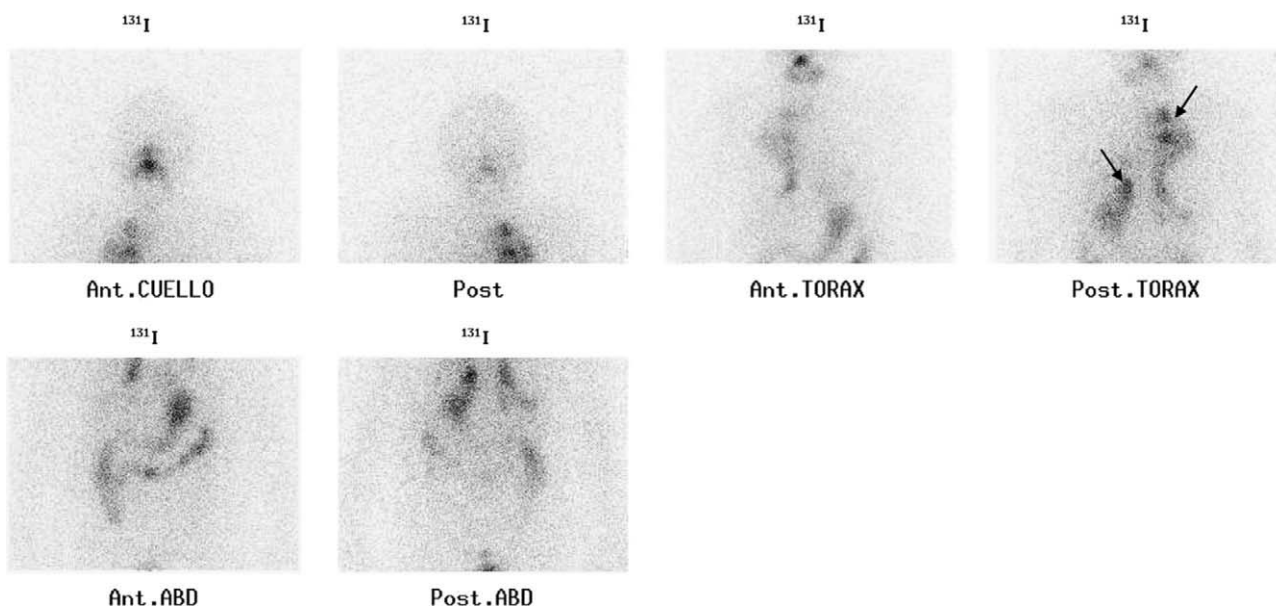 ¹³¹I
¹³¹I
¹³¹I
¹³¹I
Ant.CUELLO
Post
Ant.TORAX
Post.TORAX
¹³¹I
¹³¹I
Ant.ABD
Post.ABD